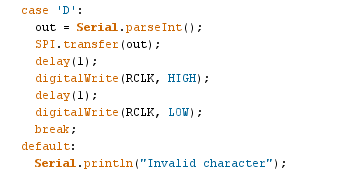 case 'D':
out = Serial.parseInt();
SPI.transfer(out);
delay(1);
digitalWrite(RCLK, HIGH);
delay(1);
digitalWrite(RCLK, LOW);
break;
default:
Serial.println("Invalid character");